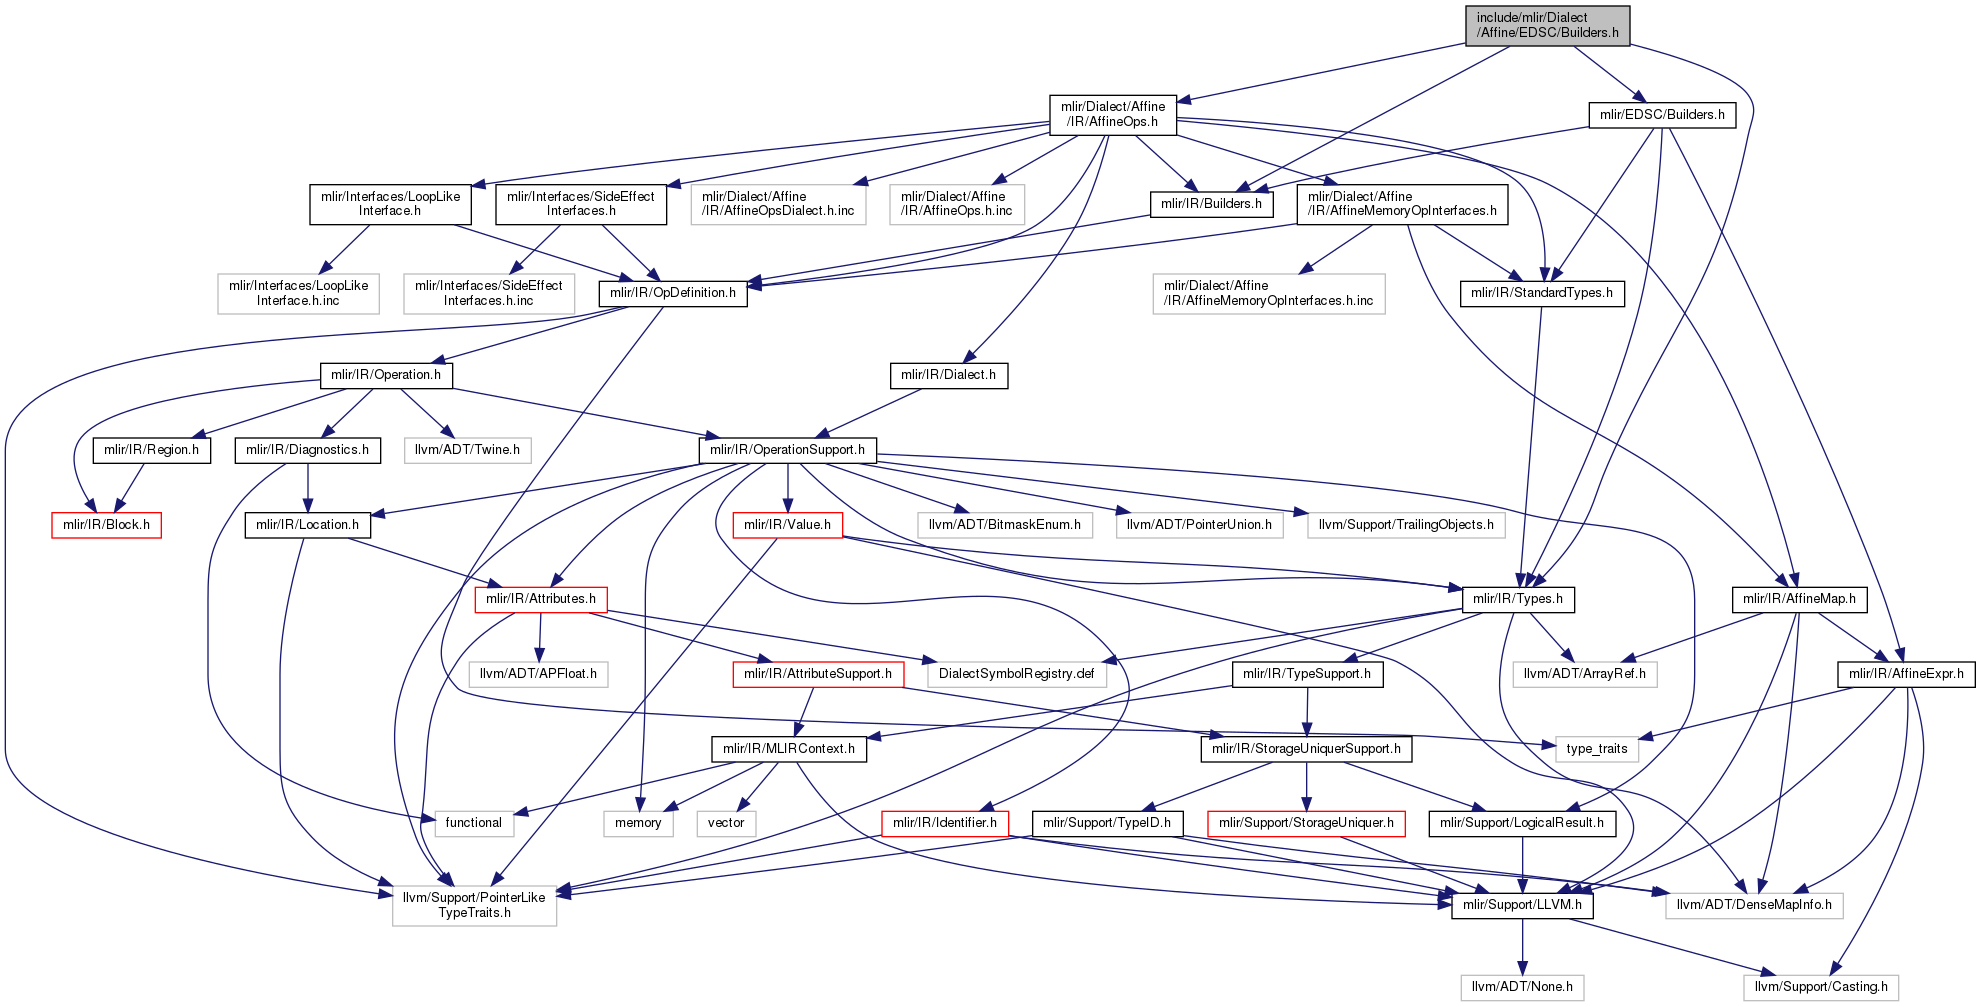 include/mlir/Dialect
/Affine/EDSC/Builders.h
mlir/Dialect/Affine
/IR/AffineOps.h
mlir/EDSC/Builders.h
mlir/Interfaces/LoopLike
Interface.h
mlir/Interfaces/SideEffect
Interfaces.h
mlir/Dialect/Affine
/IR/AffineOpsDialect.h.inc
mlir/Dialect/Affine
/IR/AffineOps.h.inc
mlir/IR/Builders.h
mlir/Dialect/Affine
/IR/AffineMemoryOpInterfaces.h
mlir/Interfaces/LoopLike
Interface.h.inc
mlir/Interfaces/SideEffect
Interfaces.h.inc
mlir/IR/OpDefinition.h
mlir/Dialect/Affine
/IR/AffineMemoryOpInterfaces.h.inc
mlir/IR/StandardTypes.h
mlir/IR/Operation.h
mlir/IR/Dialect.h
mlir/IR/Region.h
mlir/IR/Diagnostics.h
llvm/ADT/Twine.h
mlir/IR/OperationSupport.h
mlir/IR/Block.h
mlir/IR/Location.h
mlir/IR/Value.h
llvm/ADT/BitmaskEnum.h
llvm/ADT/PointerUnion.h
llvm/Support/TrailingObjects.h
mlir/IR/Attributes.h
mlir/IR/Types.h
mlir/IR/AffineMap.h
llvm/ADT/APFloat.h
mlir/IR/AttributeSupport.h
DialectSymbolRegistry.def
mlir/IR/TypeSupport.h
llvm/ADT/ArrayRef.h
mlir/IR/AffineExpr.h
mlir/IR/MLIRContext.h
mlir/IR/StorageUniquerSupport.h
type_traits
functional
memory
vector
mlir/IR/Identifier.h
mlir/Support/TypeID.h
mlir/Support/StorageUniquer.h
mlir/Support/LogicalResult.h
llvm/Support/PointerLike
TypeTraits.h
mlir/Support/LLVM.h
llvm/ADT/DenseMapInfo.h
llvm/ADT/None.h
llvm/Support/Casting.h